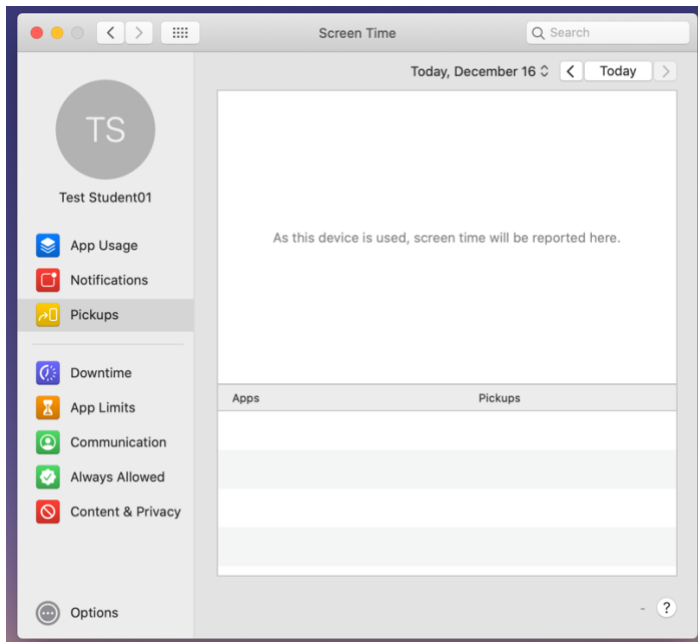 Screen Time
Search
Today, December 16
Today
TS
Test Student01
App Usage
Notifications
Pickups
Downtime
App Limits
Communication
Always Allowed
Content & Privacy
Options
As this device is used, screen time will be reported here.
Apps Pickups
- ?